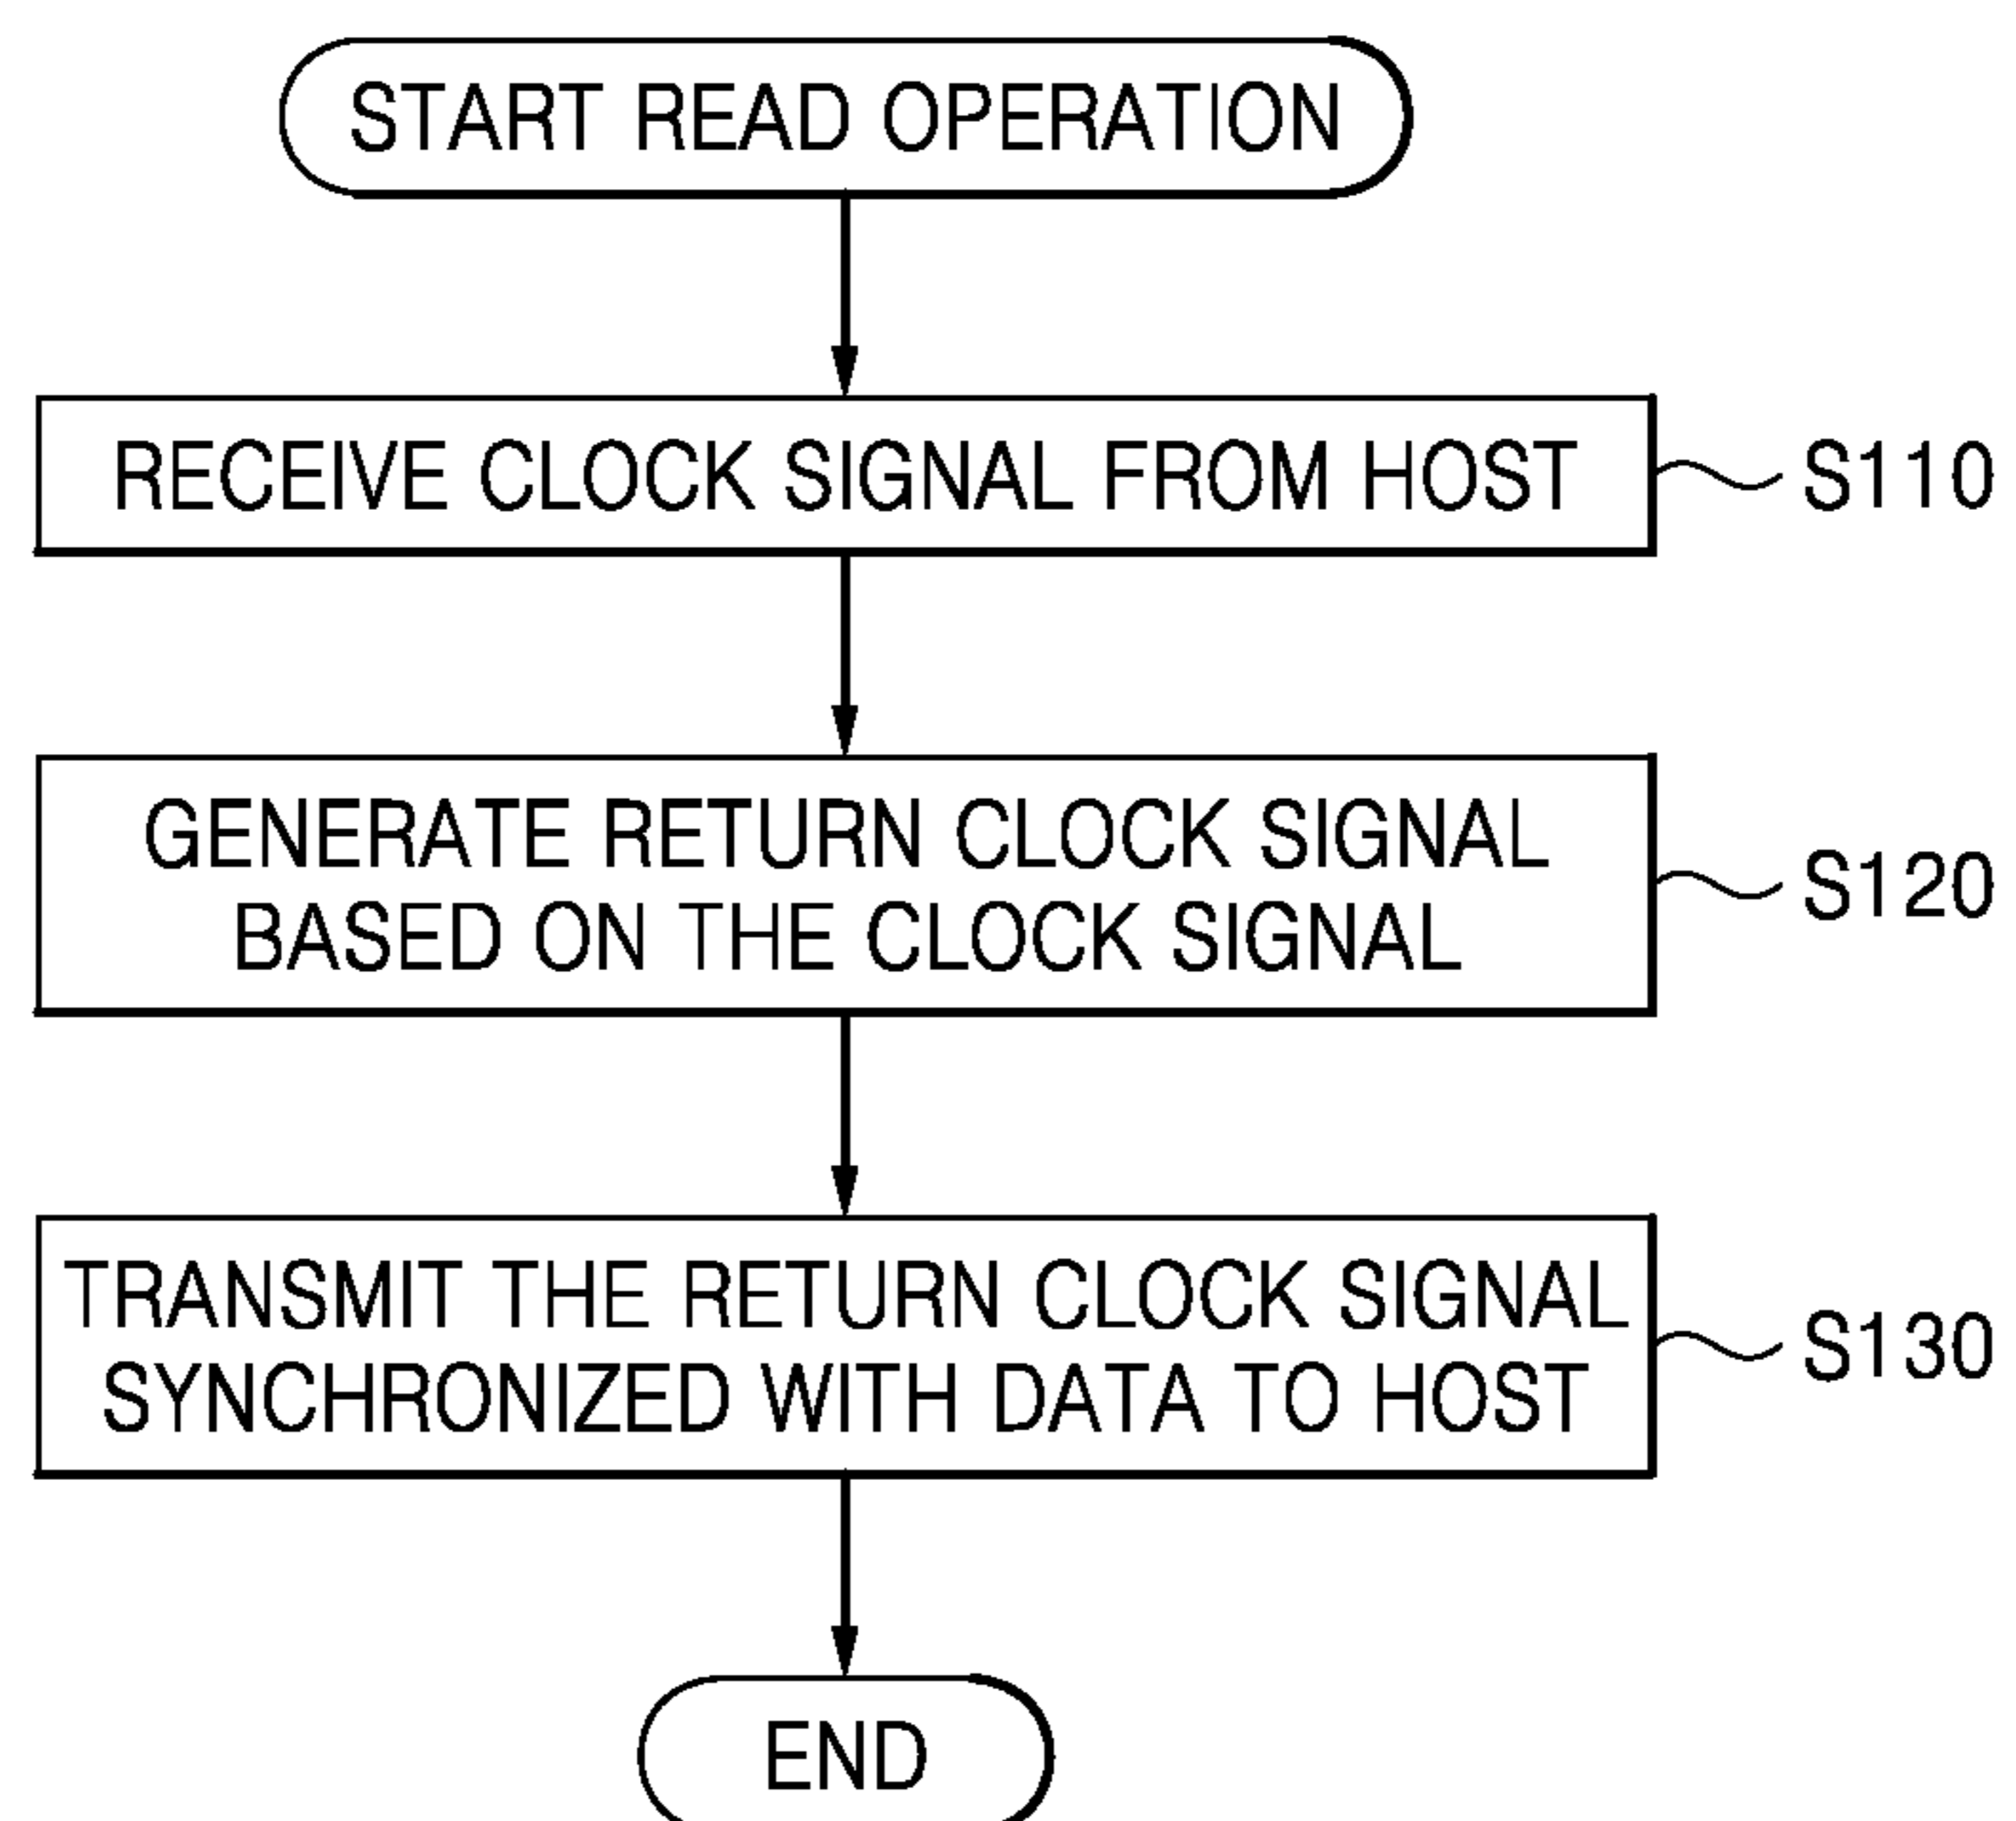 START READ OPERATION
RECEIVE CLOCK SIGNAL FROM HOST
S110
GENERATE RETURN CLOCK SIGNAL
BASED ON THE CLOCK SIGNAL
S120
TRANSMIT THE RETURN CLOCK SIGNAL
SYNCHRONIZED WITH DATA TO HOST
S130
END